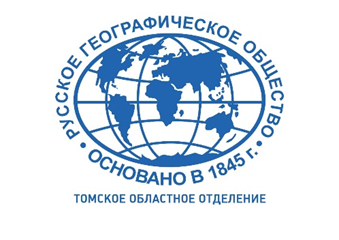 РУССКОЕ ГЕОГРАФИЧЕСКОЕ ОБЩЕСТВО
• ОСНОВАНО В 1845 г. •
ТОМСКОЕ ОБЛАСТНОЕ ОТДЕЛЕНИЕ